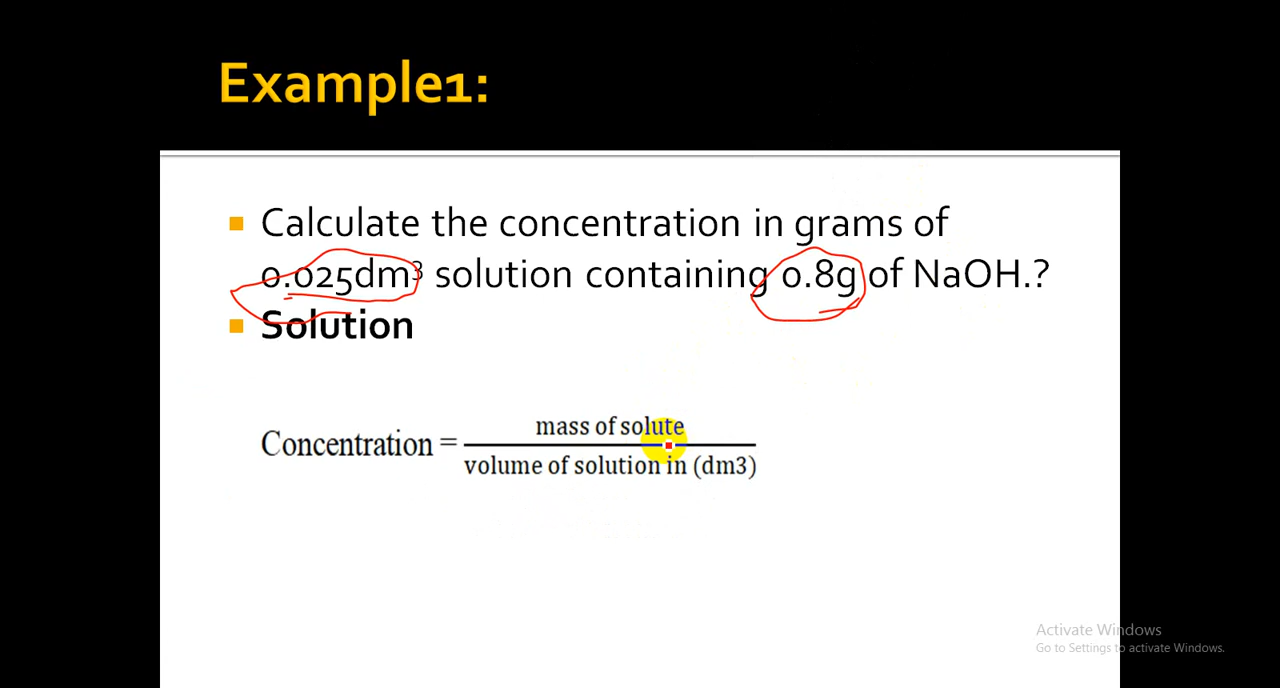 Example1:
Calculate the concentration in grams of
0.025dm³ solution containing 0.8g of NaOH.?
Solution
Concentration = mass of solute
volume of solution in (dm3)
Activate Windows
Go to Settings to activate Windows.